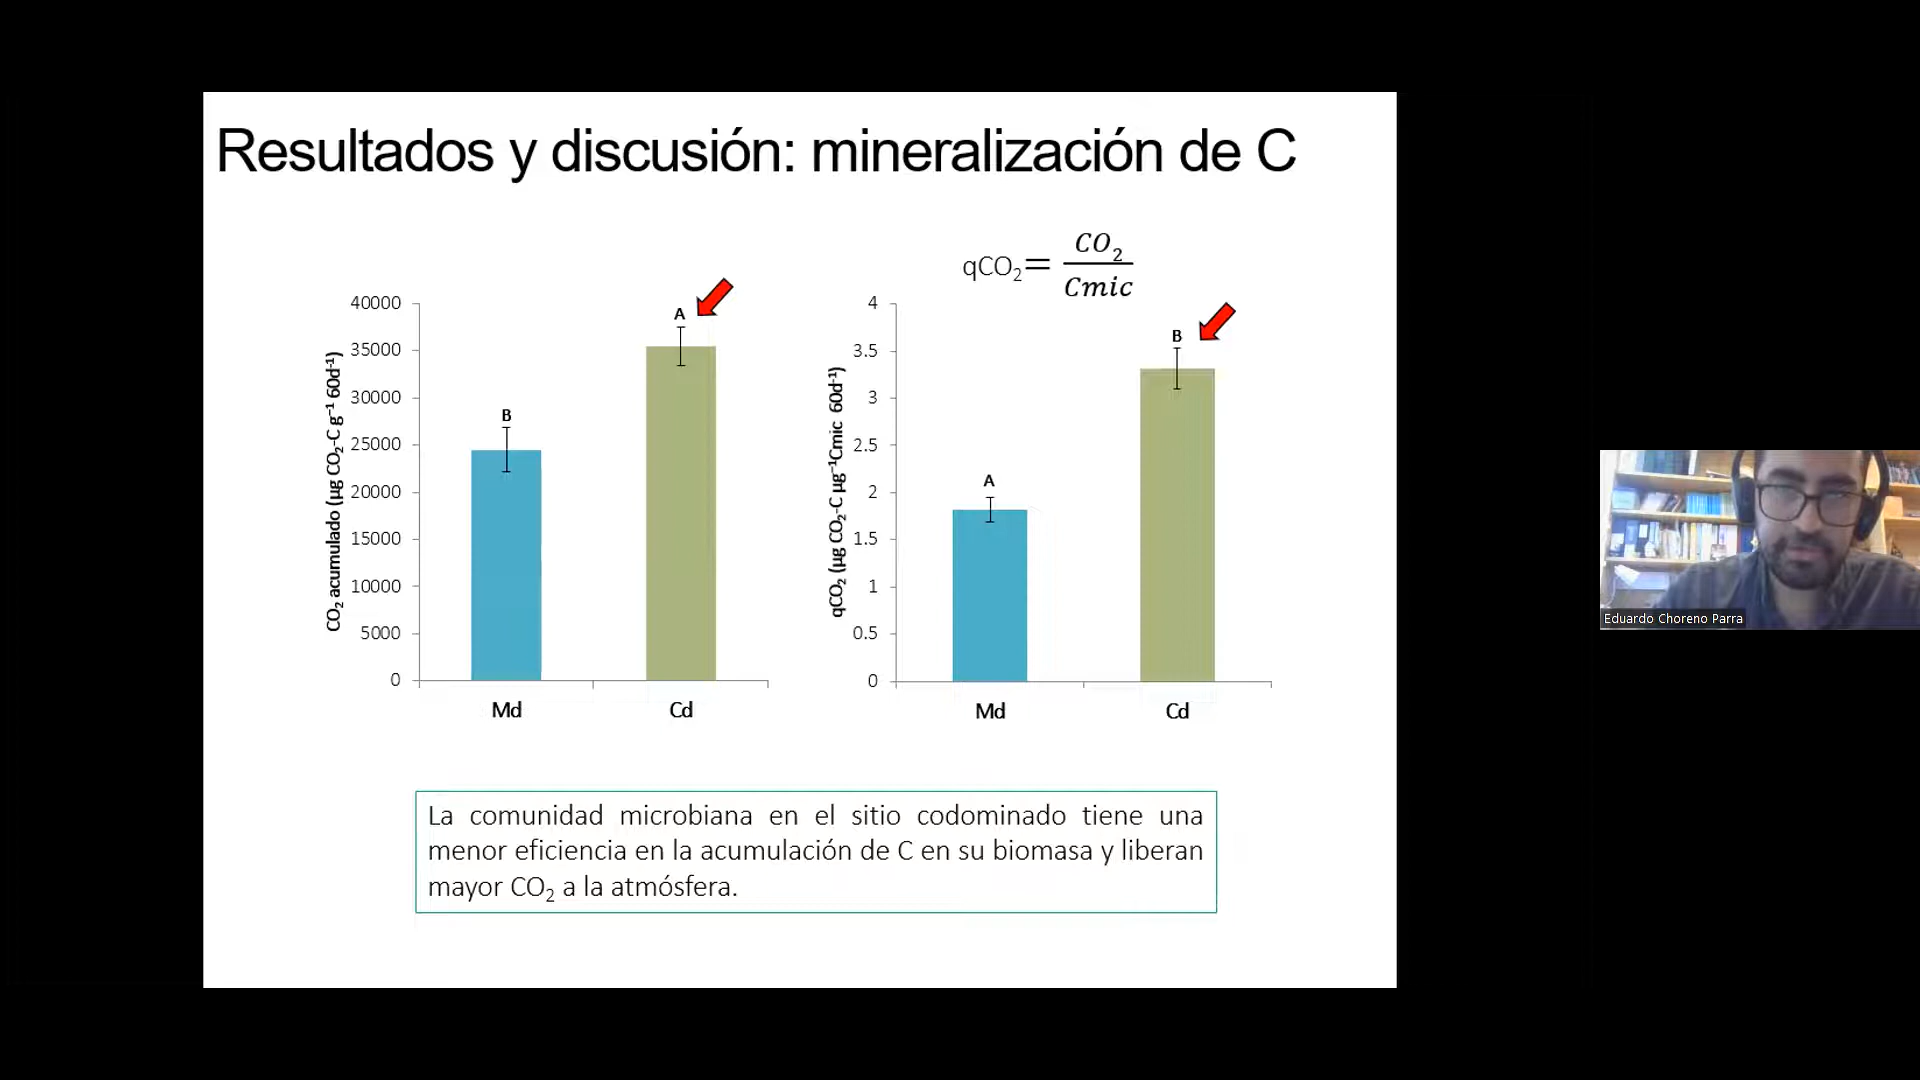 Resultados y discusión: mineralización de C
qCO₂= CO₂
Cmic
CO₂ acumulado (µg CO₂-C g⁻¹ 60d⁻¹)
40000
35000
30000
25000
20000
15000
10000
5000
0
B
A
Md
Cd
qCO₂ (µg CO₂-C µg⁻¹Cmic 60d⁻¹)
4
3.5
3
2.5
2
1.5
1
0.5
0
A
B
Md
Cd
La comunidad microbiana en el sitio codominado tiene una
menor eficiencia en la acumulación de C en su biomasa y liberan
mayor CO₂ a la atmósfera.
Eduardo Choreno Parra